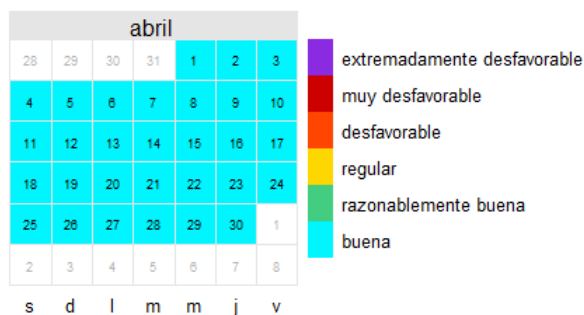 abril
28 29 30 31 1 2 3
4 5 6 7 8 9 10
11 12 13 14 15 16 17
18 19 20 21 22 23 24
25 26 27 28 29 30 1
2 3 4 5 6 7 8
s d l m m j v
extremadamente desfavorable
muy desfavorable
desfavorable
regular
razonablemente buena
buena